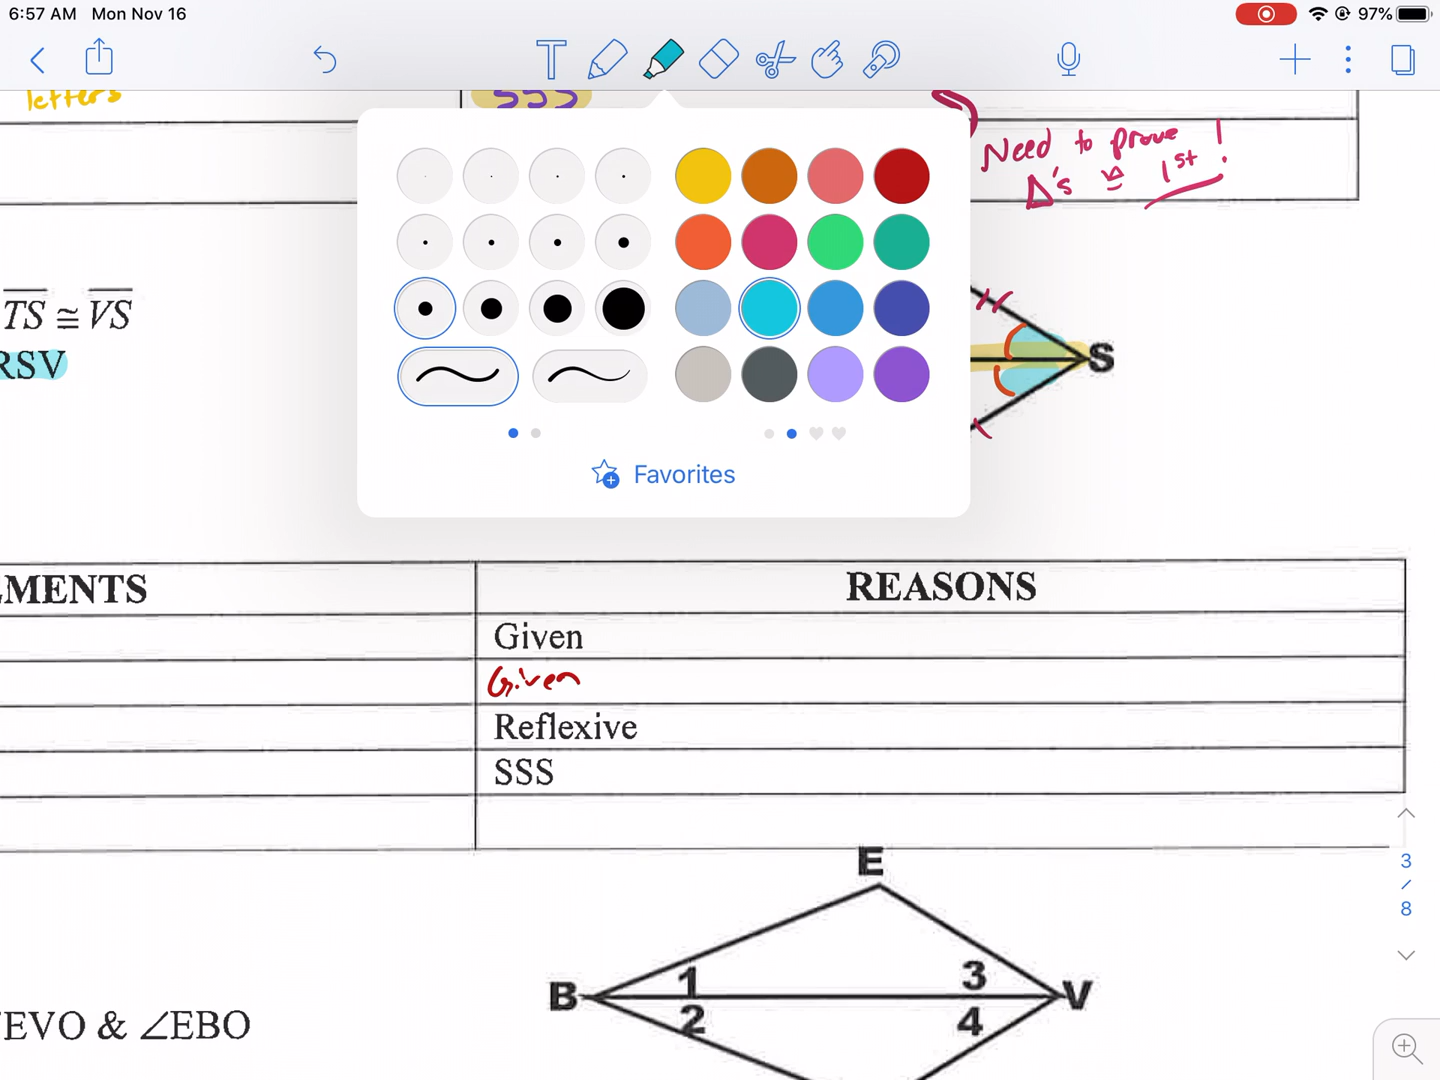 6:57 AM Mon Nov 16
97%
T
letters
SSS
Need to prove !
Δ's ≅ 1st !
TS ≅ VS
RSV
S
Favorites
EMENTS
REASONS
Given
Given
Reflexive
SSS
E
3
/
8
B
1
2
3
4
V
EVO & ∠EBO